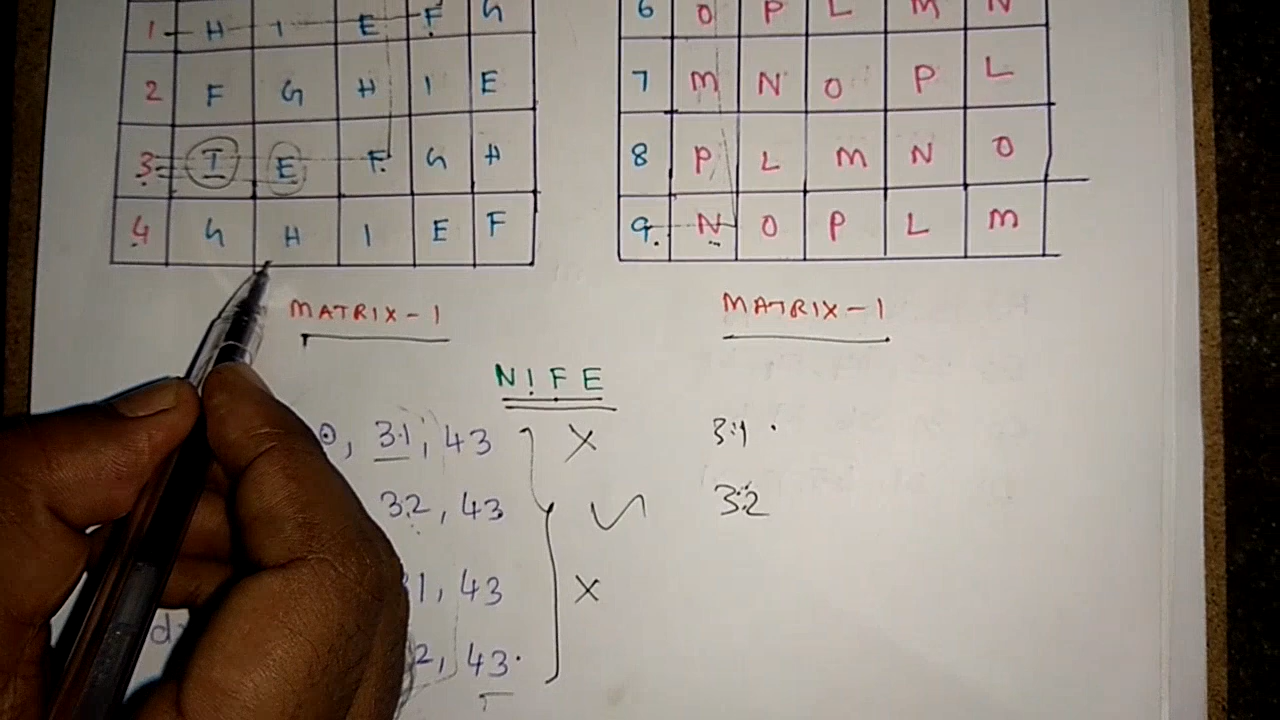 1 H I E F G
2 F G H I E
3 I E F G H
4 G H I E F
6 O P L M N
7 M N O P L
8 P L M N O
9 N O P L M
MATRIX-1
MATRIX-1
NIFE
0, 31, 43 X
32, 43
1, 43 X
2, 43
31
32